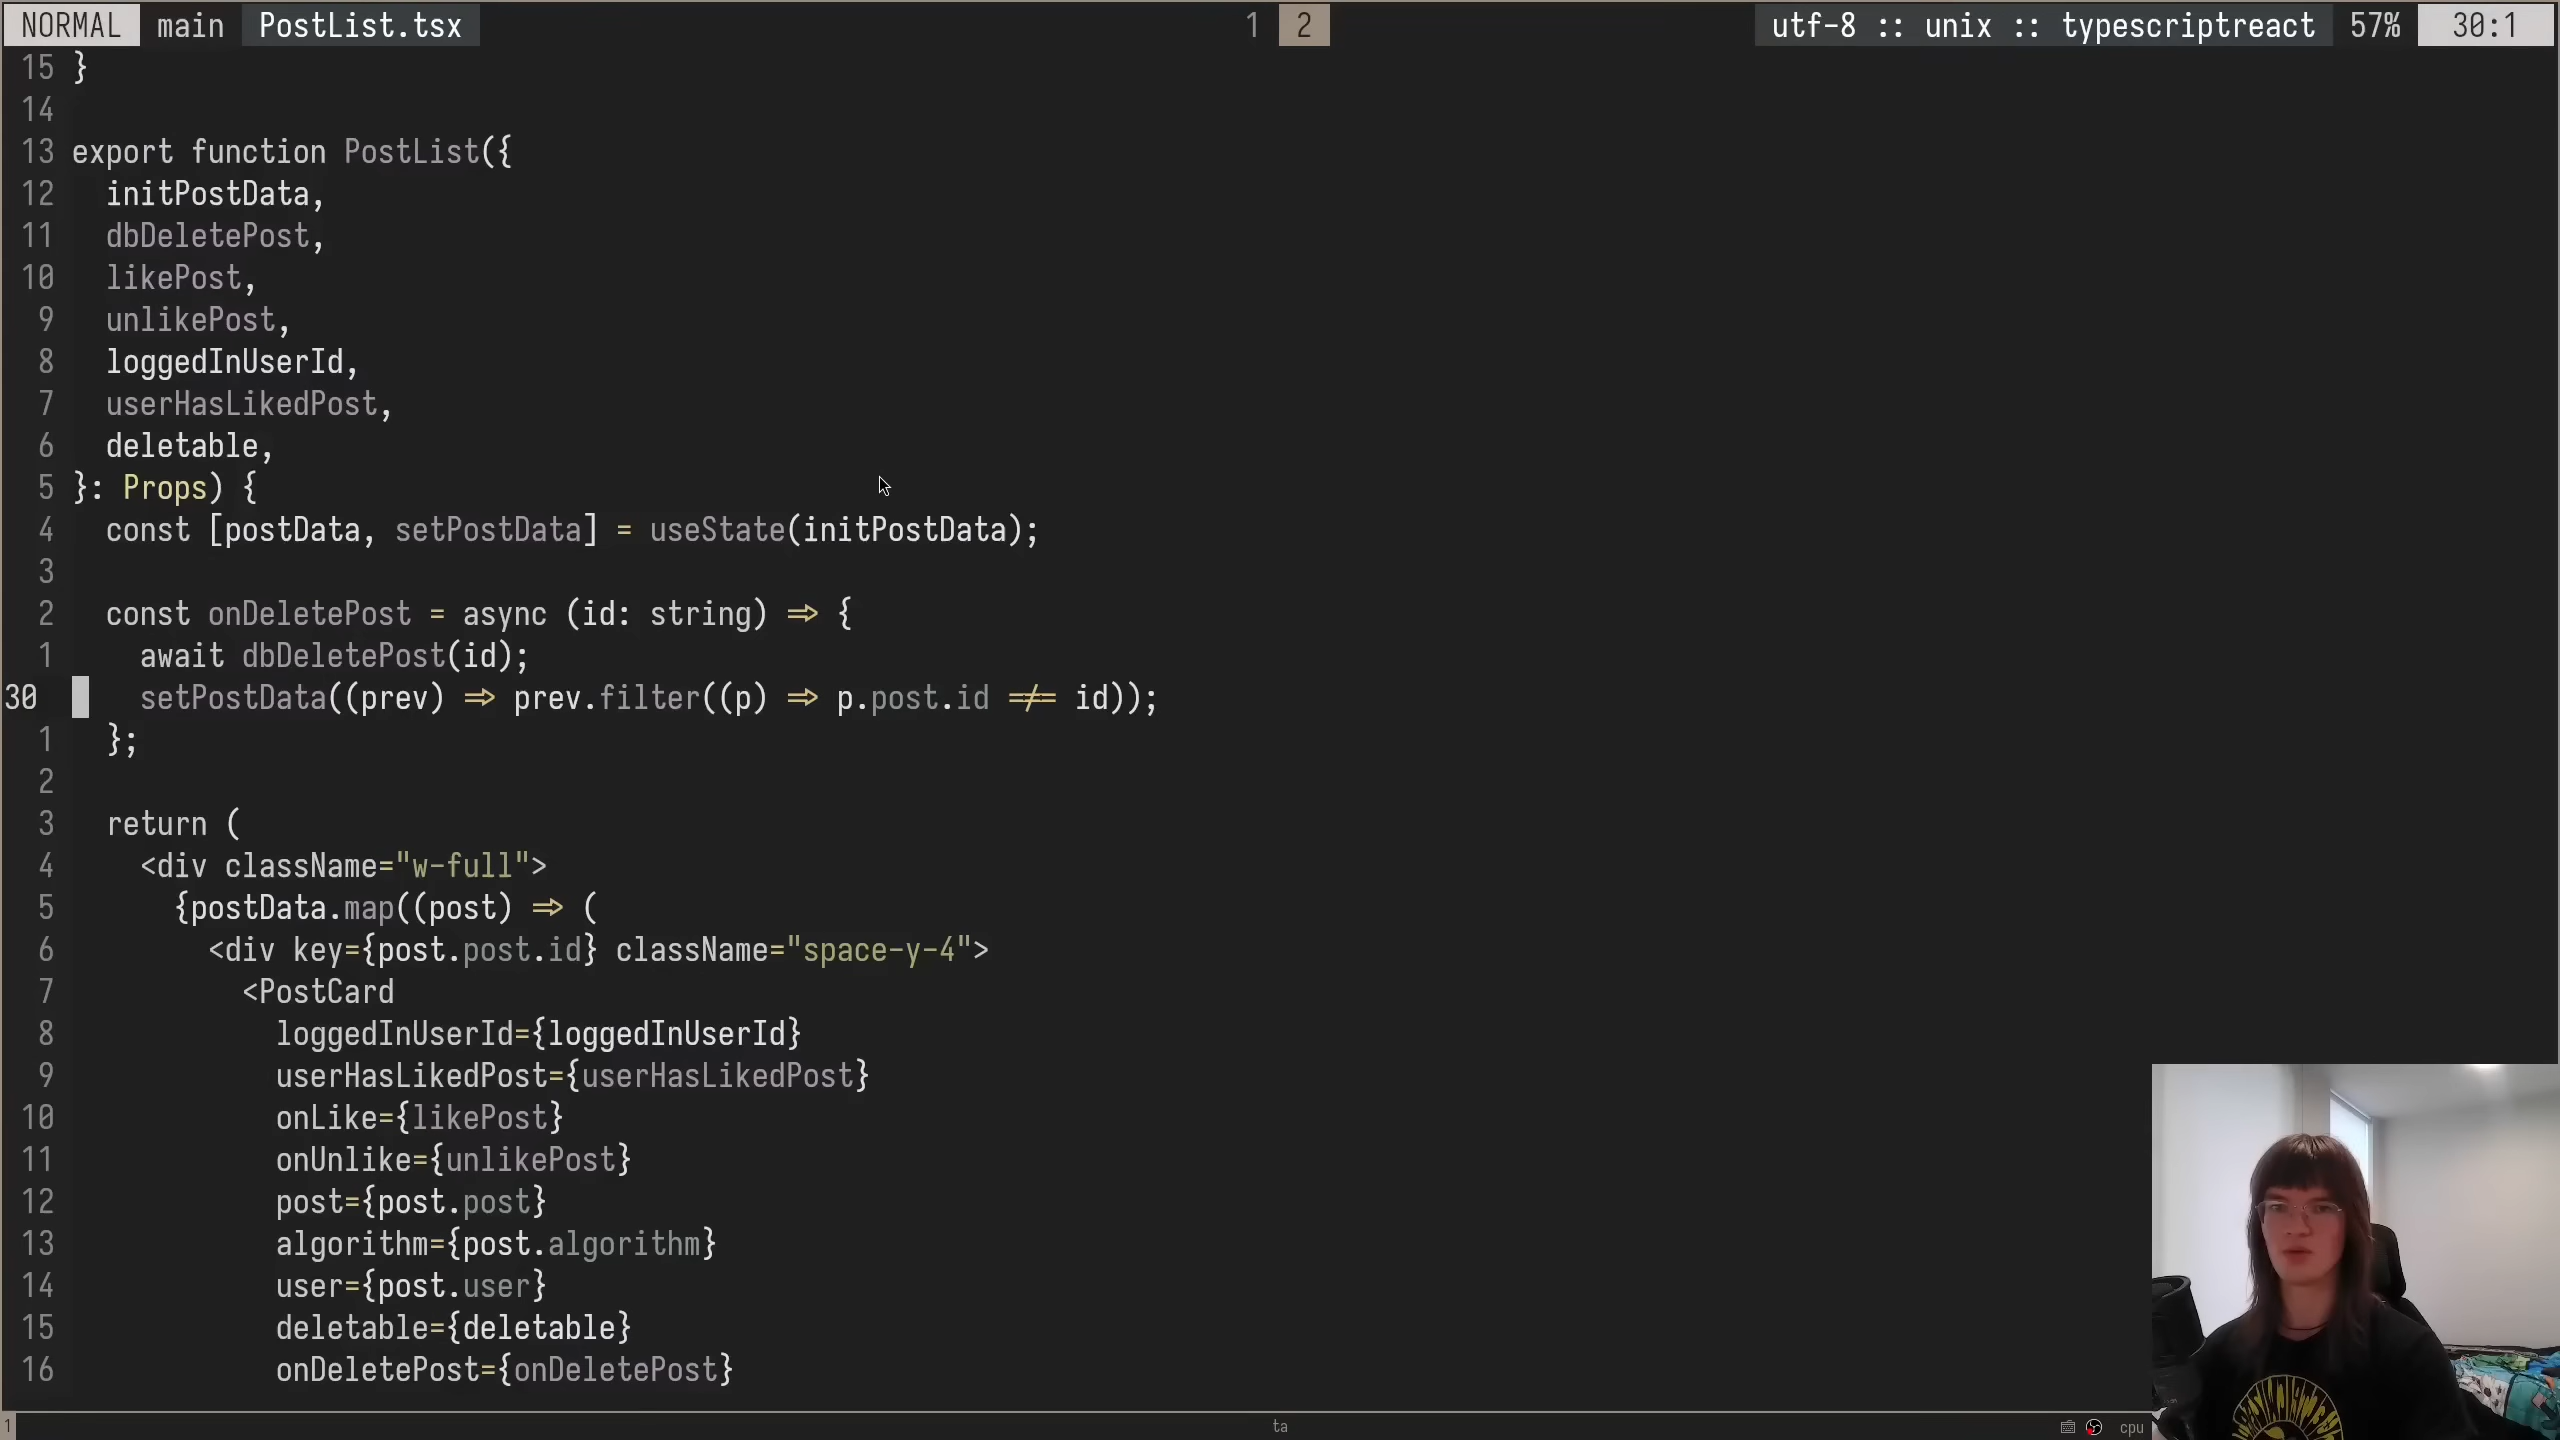 NORMAL main PostList.tsx 1 2 utf-8 :: unix :: typescriptreact 57% 30:1
15 }
14
13 export function PostList({
12   initPostData,
11   dbDeletePost,
10   likePost,
9   unlikePost,
8   loggedInUserId,
7   userHasLikedPost,
6   deletable,
5 }: Props) {
4   const [postData, setPostData] = useState(initPostData);
3
2   const onDeletePost = async (id: string) => {
1     await dbDeletePost(id);
30     setPostData((prev) => prev.filter((p) => p.post.id !== id));
1   };
2
3   return (
4     <div className="w-full">
5       {postData.map((post) => (
6         <div key={post.post.id} className="space-y-4">
7           <PostCard
8             loggedInUserId={loggedInUserId}
9             userHasLikedPost={userHasLikedPost}
10             onLike={likePost}
11             onUnlike={unlikePost}
12             post={post.post}
13             algorithm={post.algorithm}
14             user={post.user}
15             deletable={deletable}
16             onDeletePost={onDeletePost}
1 ta cpu